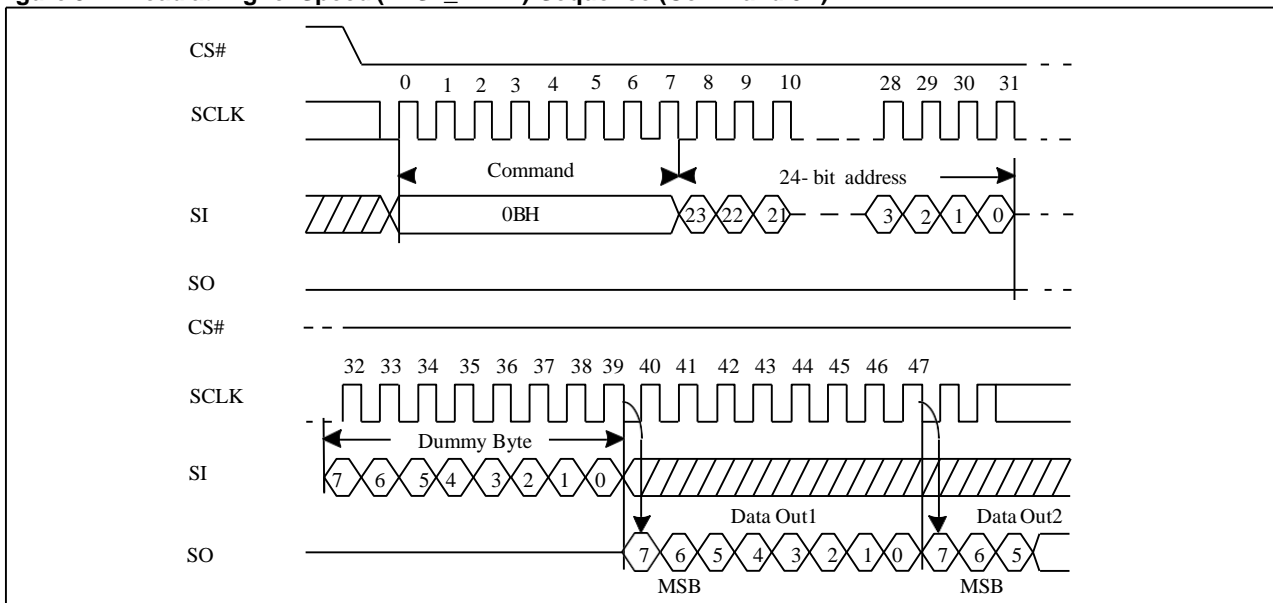 CS#
0 1 2 3 4 5 6 7 8 9 10 28 29 30 31
SCLK
Command 24- bit address
SI 0BH 23 22 21 3 2 1 0
SO
CS#
32 33 34 35 36 37 38 39 40 41 42 43 44 45 46 47
SCLK
Dummy Byte
SI 7 6 5 4 3 2 1 0
Data Out1 Data Out2
SO 7 6 5 4 3 2 1 0 7 6 5
MSB MSB